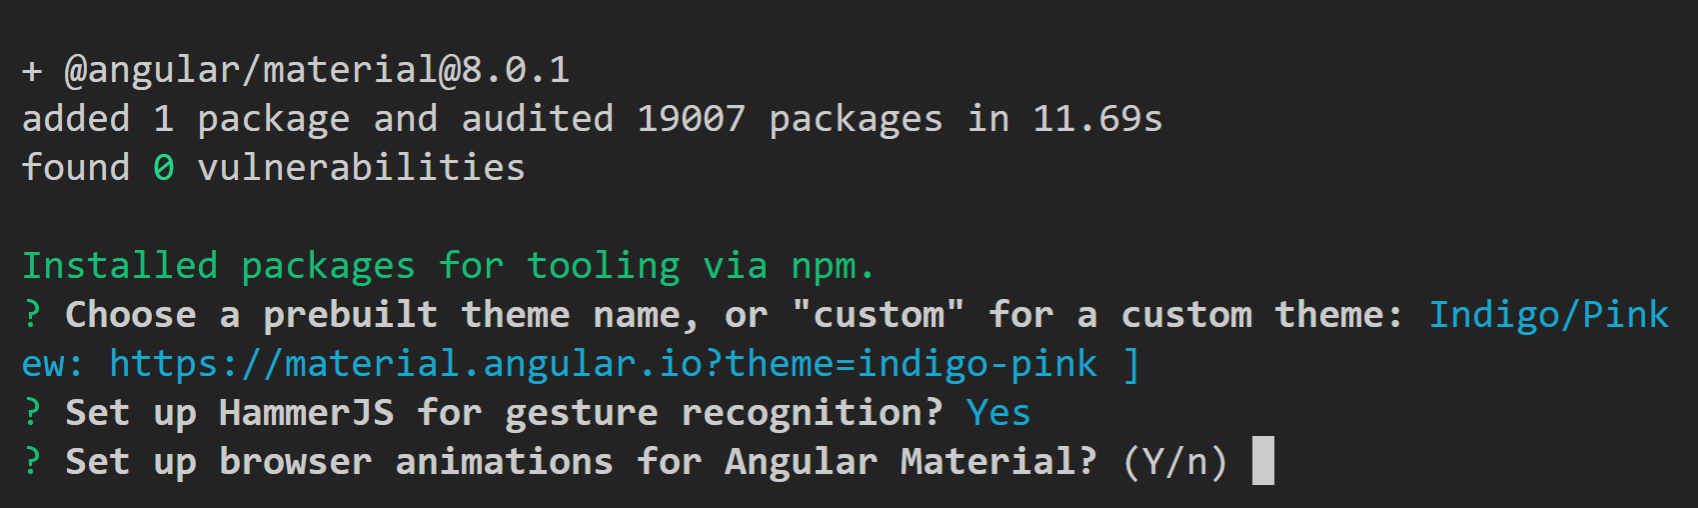 + @angular/material@8.0.1
added 1 package and audited 19007 packages in 11.69s
found 0 vulnerabilities
Installed packages for tooling via npm.
? Choose a prebuilt theme name, or "custom" for a custom theme: Indigo/Pink
ew: https://material.angular.io?theme=indigo-pink ]
? Set up HammerJS for gesture recognition? Yes
? Set up browser animations for Angular Material? (Y/n)